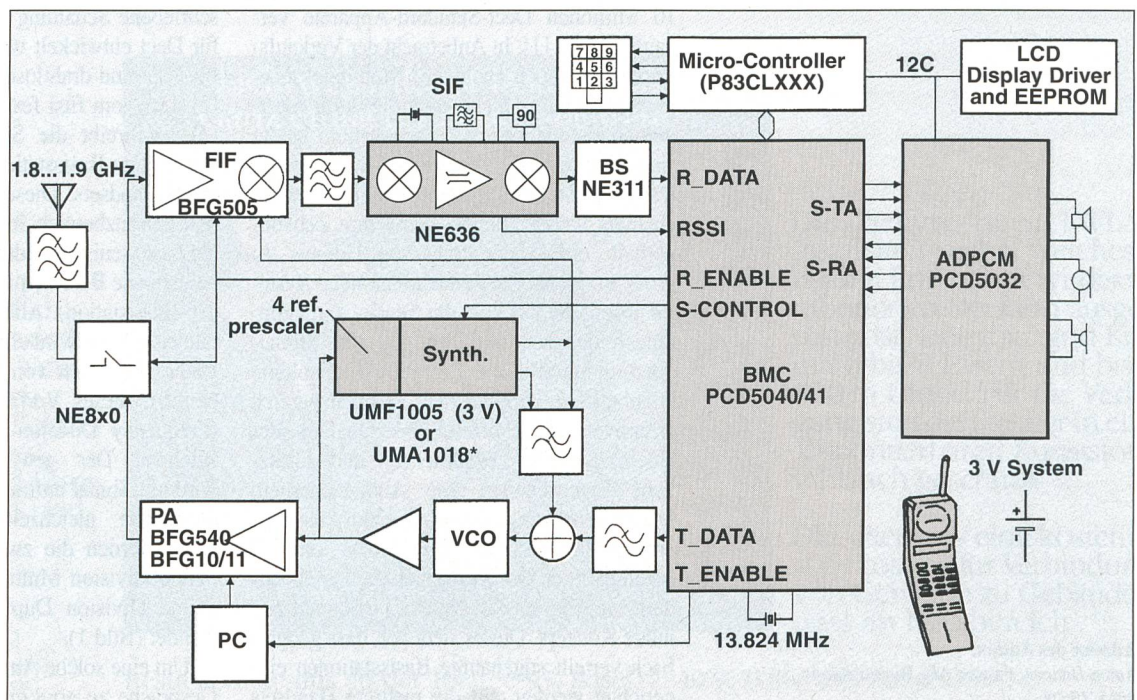 1.8...1.9 GHz
FIF
BFG505
SIF
90
NE636
BS
NE311
7 8 9
4 5 6
1 2 3
Micro-Controller
(P83CLXXX)
12C
LCD
Display Driver
and EEPROM
R_DATA
RSSI
R_ENABLE
S-CONTROL
S-TA
S-RA
BMC
PCD5040/41
T_DATA
T_ENABLE
13.824 MHz
ADPCM
PCD5032
NE8x0
4 ref.
prescaler
Synth.
UMF1005 (3 V)
or
UMA1018*
PA
BFG540
BFG10/11
VCO
PC
3 V System
+